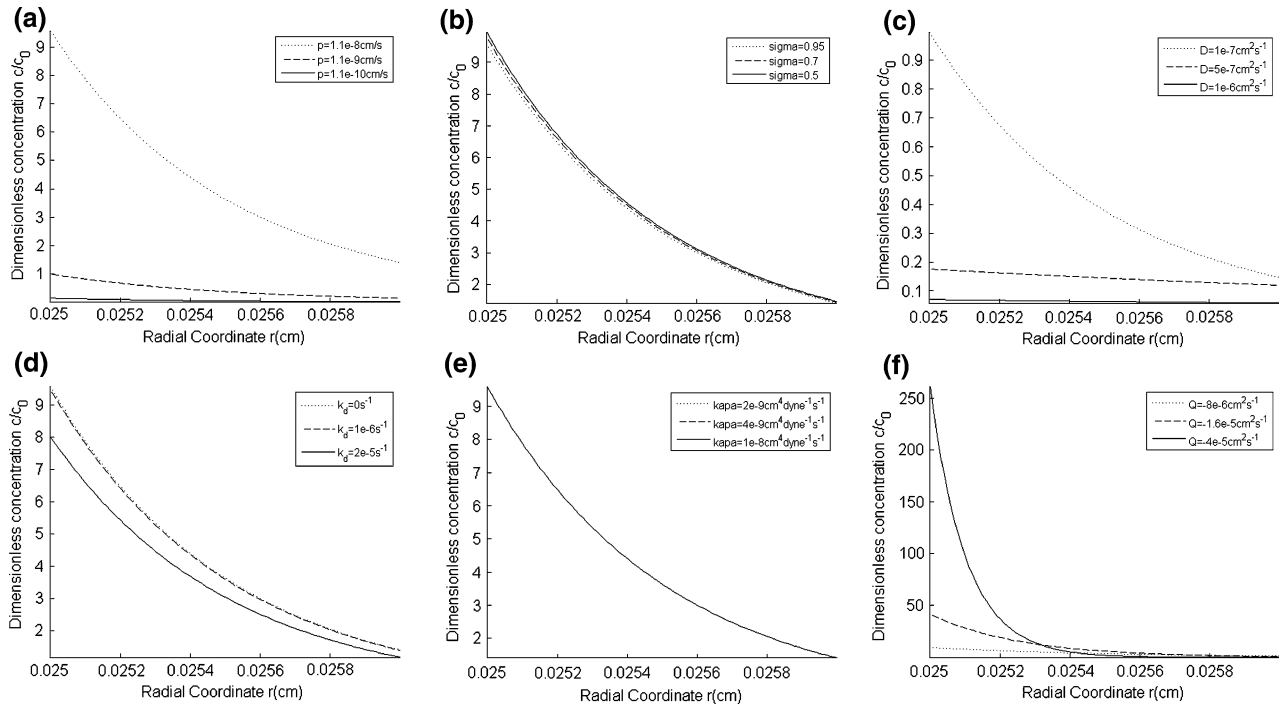 (a)
Dimensionless concentration c/c0
9
8
7
6
5
4
3
2
1
p=1.1e-8cm/s
p=1.1e-9cm/s
p=1.1e-10cm/s
0.025 0.0252 0.0254 0.0256 0.0258
Radial Coordinate r(cm)
(b)
Dimensionless concentration c/c0
9
8
7
6
5
4
3
2
sigma=0.95
sigma=0.7
sigma=0.5
0.025 0.0252 0.0254 0.0256 0.0258
Radial Coordinate r(cm)
(c)
Dimensionless concentration c/c0
0.9
0.8
0.7
0.6
0.5
0.4
0.3
0.2
0.1
D=1e-7cm²s⁻¹
D=5e-7cm²s⁻¹
D=1e-6cm²s⁻¹
0.025 0.0252 0.0254 0.0256 0.0258
Radial Coordinate r(cm)
(d)
Dimensionless concentration c/c0
9
8
7
6
5
4
3
2
kd=0s⁻¹
kd=1e-6s⁻¹
kd=2e-5s⁻¹
0.025 0.0252 0.0254 0.0256 0.0258
Radial Coordinate r(cm)
(e)
Dimensionless concentration c/c0
9
8
7
6
5
4
3
2
kapa=2e-9cm⁴dyne⁻¹s⁻¹
kapa=4e-9cm⁴dyne⁻¹s⁻¹
kapa=1e-8cm⁴dyne⁻¹s⁻¹
0.025 0.0252 0.0254 0.0256 0.0258
Radial Coordinate r(cm)
(f)
Dimensionless concentration c/c0
250
200
150
100
50
Q=-8e-6cm²s⁻¹
Q=-1.6e-5cm²s⁻¹
Q=-4e-5cm²s⁻¹
0.025 0.0252 0.0254 0.0256 0.0258
Radial Coordinate r(cm)